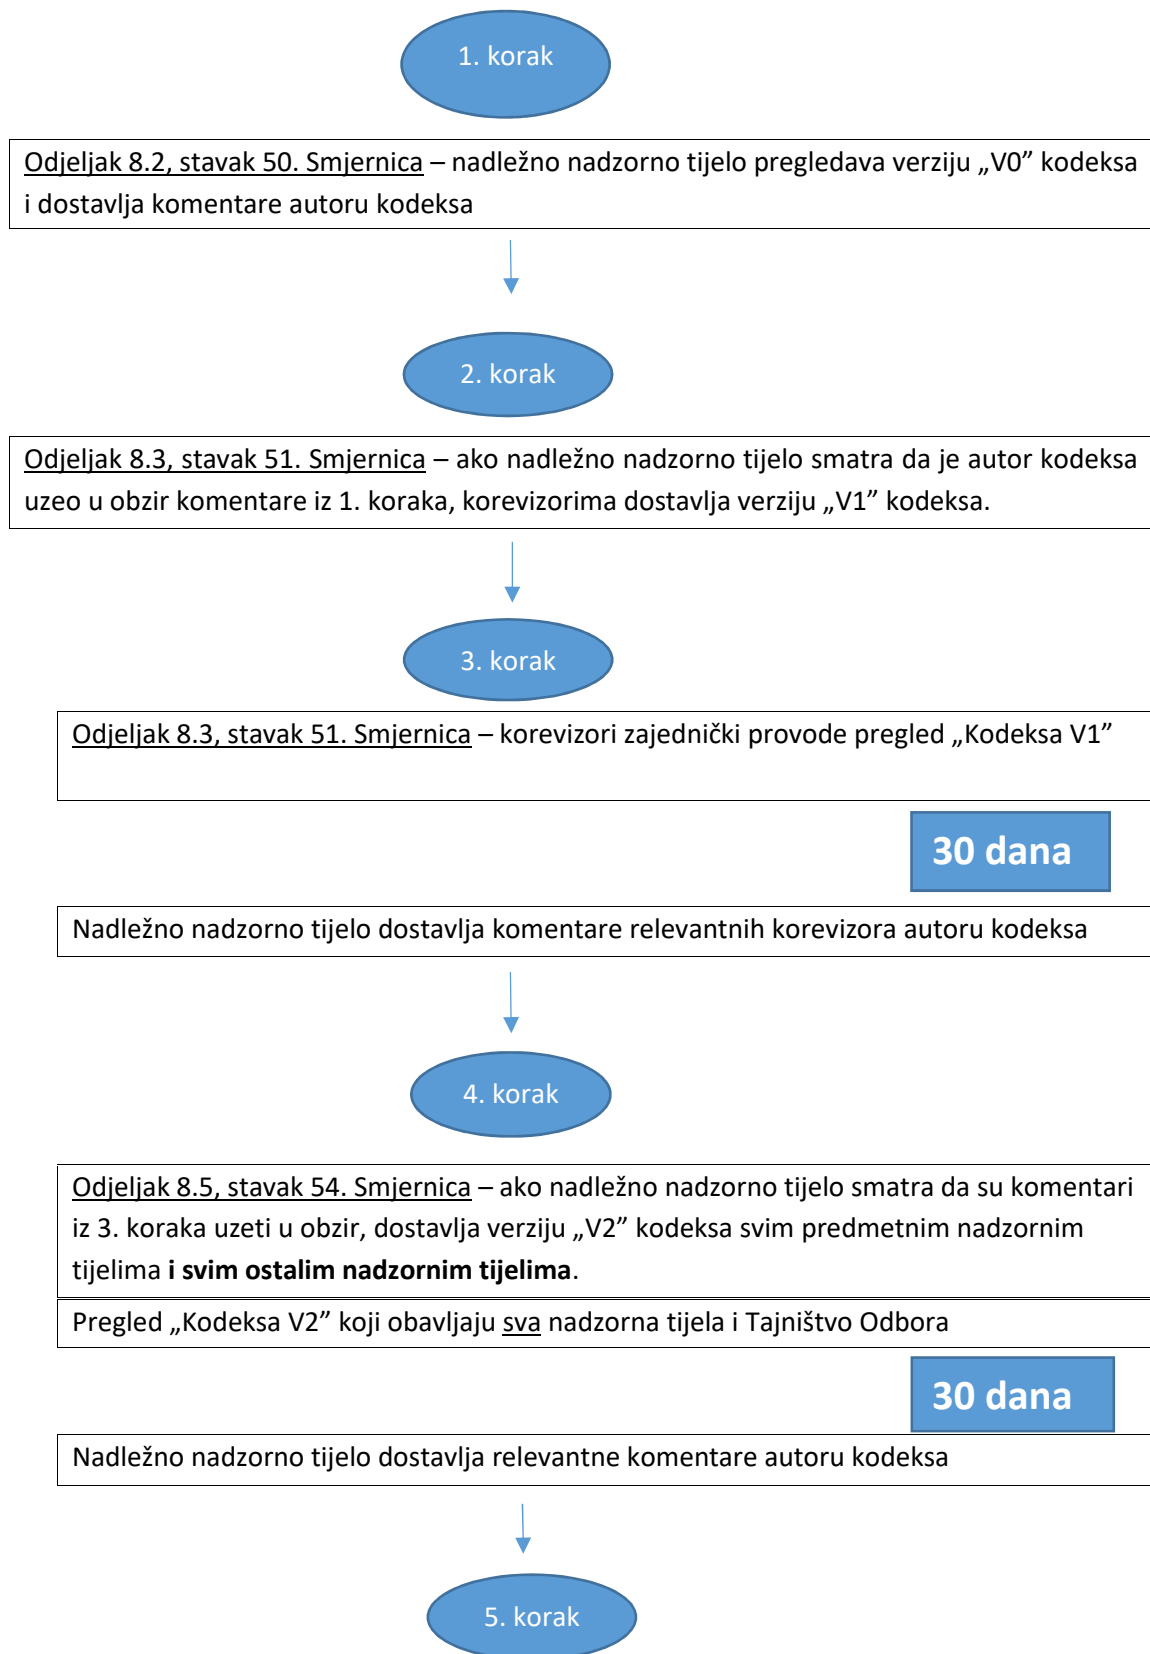 1. korak
Odjeljak 8.2, stavak 50. Smjernica – nadležno nadzorno tijelo pregledava verziju „V0” kodeksa
i dostavlja komentare autoru kodeksa
2. korak
Odjeljak 8.3, stavak 51. Smjernica – ako nadležno nadzorno tijelo smatra da je autor kodeksa
uzeo u obzir komentare iz 1. koraka, korevizorima dostavlja verziju „V1” kodeksa.
3. korak
Odjeljak 8.3, stavak 51. Smjernica – korevizori zajednički provode pregled „Kodeksa V1”
30 dana
Nadležno nadzorno tijelo dostavlja komentare relevantnih korevizora autoru kodeksa
4. korak
Odjeljak 8.5, stavak 54. Smjernica – ako nadležno nadzorno tijelo smatra da su komentari
iz 3. koraka uzeti u obzir, dostavlja verziju „V2” kodeksa svim predmetnim nadzornim
tijelima i svim ostalim nadzornim tijelima.
Pregled „Kodeksa V2” koji obavljaju sva nadzorna tijela i Tajništvo Odbora
30 dana
Nadležno nadzorno tijelo dostavlja relevantne komentare autoru kodeksa
5. korak